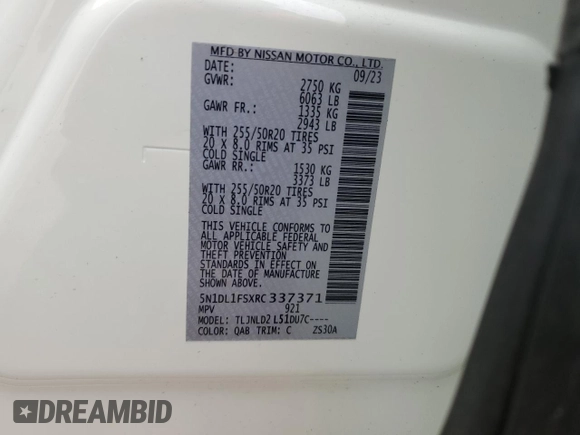 MFD BY NISSAN MOTOR CO., LTD.
DATE: 09/23
GVWR: 2750 KG
6063 LB
GAWR FR.: 1335 KG
2943 LB
WITH 255/50R20 TIRES
20 X 8.0 RIMS AT 35 PSI
COLD SINGLE
GAWR RR.: 1530 KG
3373 LB
WITH 255/50R20 TIRES
20 X 8.0 RIMS AT 35 PSI
COLD SINGLE
THIS VEHICLE CONFORMS TO
ALL APPLICABLE FEDERAL
MOTOR VEHICLE SAFETY AND
THEFT PREVENTION
STANDARDS IN EFFECT ON
THE DATE OF MANUFACTURE
SHOWN ABOVE.
5N1DL1FSXRC337371
MPV 921
MODEL: TLJNLD2 L51DU7C----
COLOR: QAB TRIM: C ZS30A
DREAMBID